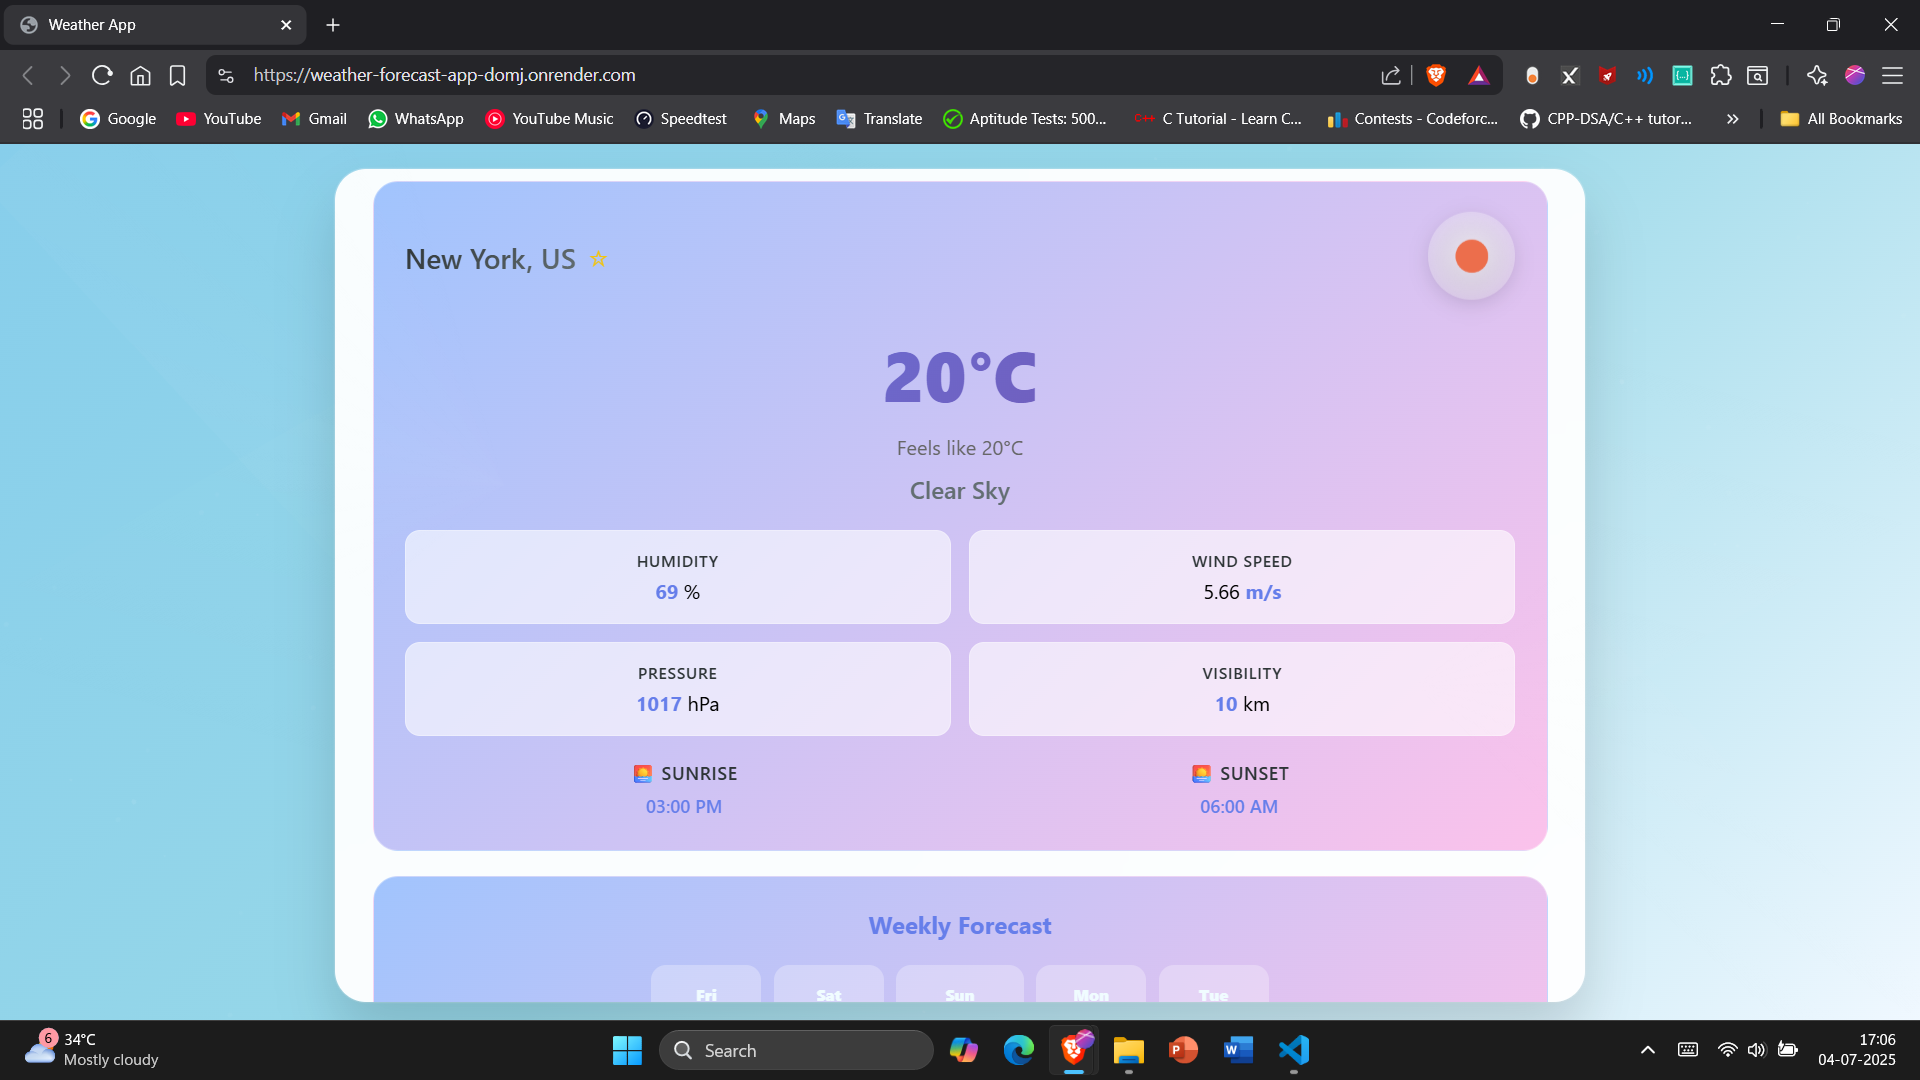 Weather App
https://weather-forecast-app-domj.onrender.com
Google YouTube Gmail WhatsApp YouTube Music Speedtest Maps Translate Aptitude Tests: 500... C++ C Tutorial - Learn C... Contests - Codeforc... CPP-DSA/C++ tutor... » All Bookmarks
New York, US
20°C
Feels like 20°C
Clear Sky
HUMIDITY
69 %
WIND SPEED
5.66 m/s
PRESSURE
1017 hPa
VISIBILITY
10 km
SUNRISE
03:00 PM
SUNSET
06:00 AM
Weekly Forecast
Fri Sat Sun Mon Tue
6
34°C
Mostly cloudy
Search
17:06
04-07-2025